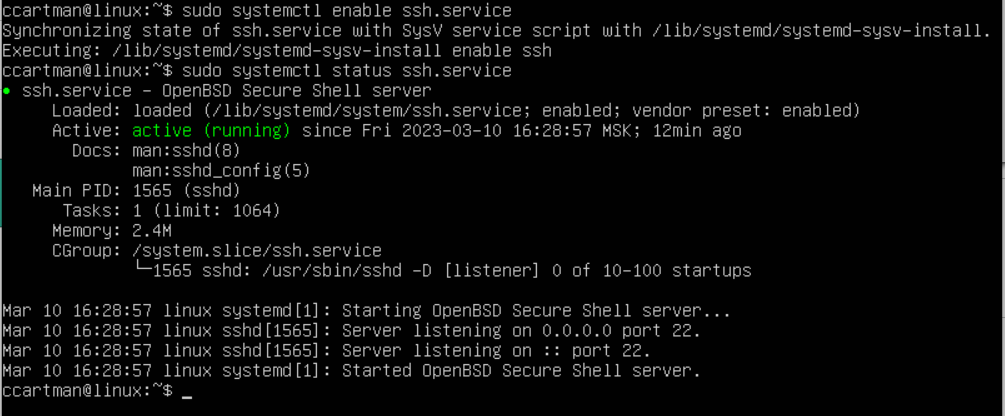 ccartman@linux:~$ sudo systemctl enable ssh.service
Synchronizing state of ssh.service with SysV service script with /lib/systemd/systemd-sysv-install.
Executing: /lib/systemd/systemd-sysv-install enable ssh
ccartman@linux:~$ sudo systemctl status ssh.service
● ssh.service - OpenBSD Secure Shell server
     Loaded: loaded (/lib/systemd/system/ssh.service; enabled; vendor preset: enabled)
     Active: active (running) since Fri 2023-03-10 16:28:57 MSK; 12min ago
       Docs: man:sshd(8)
             man:sshd_config(5)
   Main PID: 1565 (sshd)
      Tasks: 1 (limit: 1064)
     Memory: 2.4M
     CGroup: /system.slice/ssh.service
             └─1565 sshd: /usr/sbin/sshd -D [listener] 0 of 10-100 startups

Mar 10 16:28:57 linux systemd[1]: Starting OpenBSD Secure Shell server...
Mar 10 16:28:57 linux sshd[1565]: Server listening on 0.0.0.0 port 22.
Mar 10 16:28:57 linux sshd[1565]: Server listening on :: port 22.
Mar 10 16:28:57 linux systemd[1]: Started OpenBSD Secure Shell server.
ccartman@linux:~$ _